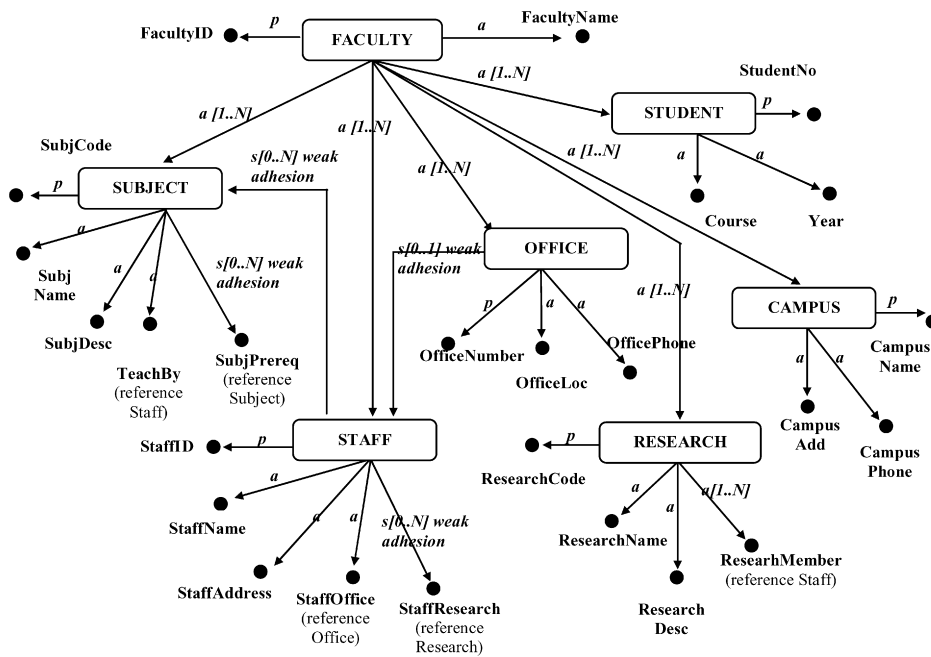 FacultyID
p
FACULTY
a
FacultyName
a [1..N]
a [1..N]
a [1..N]
a [1..N]
a [1..N]
a [1..N]
StudentNo
STUDENT
p
a
a
Course
Year
SubjCode
p
SUBJECT
s[0..N] weak
adhesion
a
Subj
Name
a
SubjDesc
a
TeachBy
(reference
Staff)
s[0..N] weak
adhesion
SubjPrereq
(reference
Subject)
s[0..1] weak
adhesion
OFFICE
p
a
a
OfficeNumber
OfficeLoc
OfficePhone
CAMPUS
p
Campus
Name
a
a
Campus
Add
Campus
Phone
StaffID
p
STAFF
a
StaffName
a
StaffAddress
a
StaffOffice
(reference
Office)
s[0..N] weak
adhesion
StaffResearch
(reference
Research)
p
RESEARCH
ResearchCode
a
ResearchName
a
Research
Desc
a[1..N]
ResearhMember
(reference Staff)